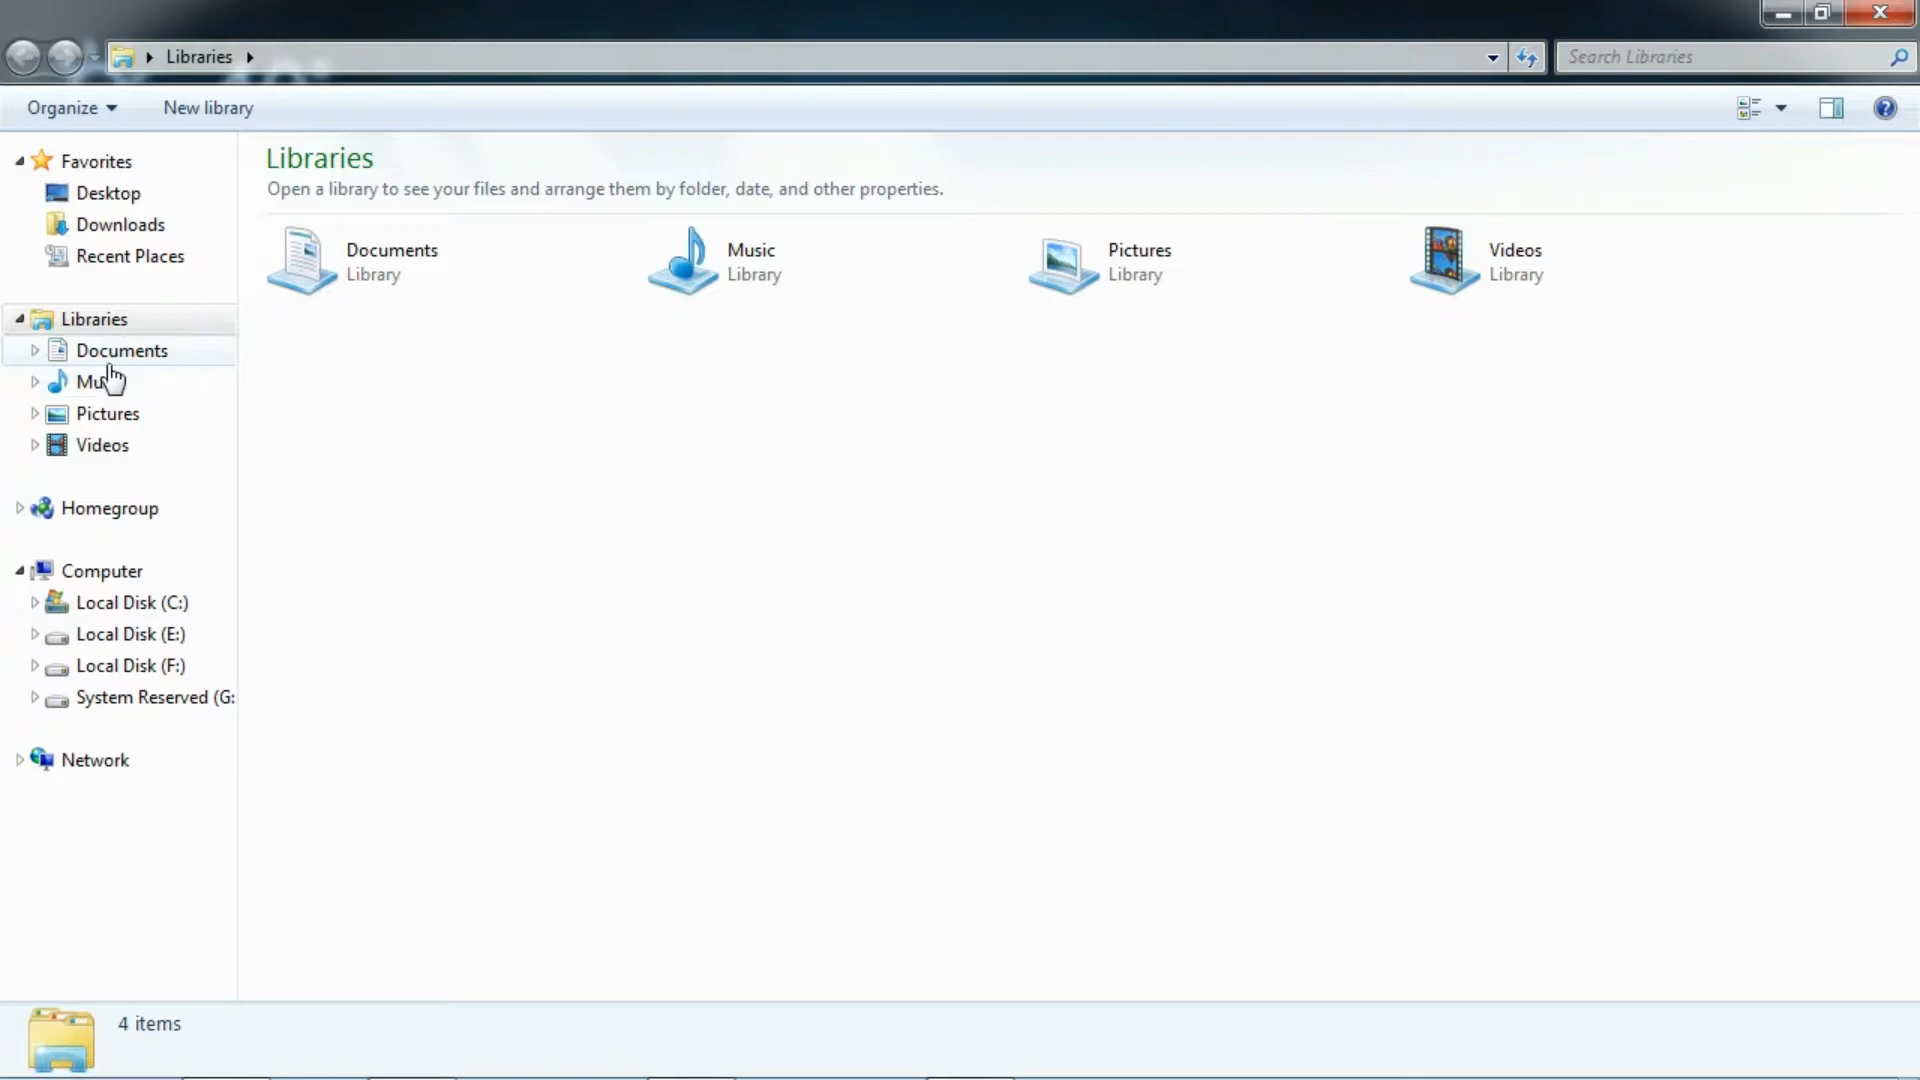 Libraries
Search Libraries
Organize
New library
Favorites
Desktop
Downloads
Recent Places
Libraries
Documents
Pictures
Videos
Homegroup
Computer
Local Disk (C:)
Local Disk (E:)
Local Disk (F:)
System Reserved (G:
Network
Libraries
Open a library to see your files and arrange them by folder, date, and other properties.
Documents
Library
Music
Library
Pictures
Library
Videos
Library
4 items